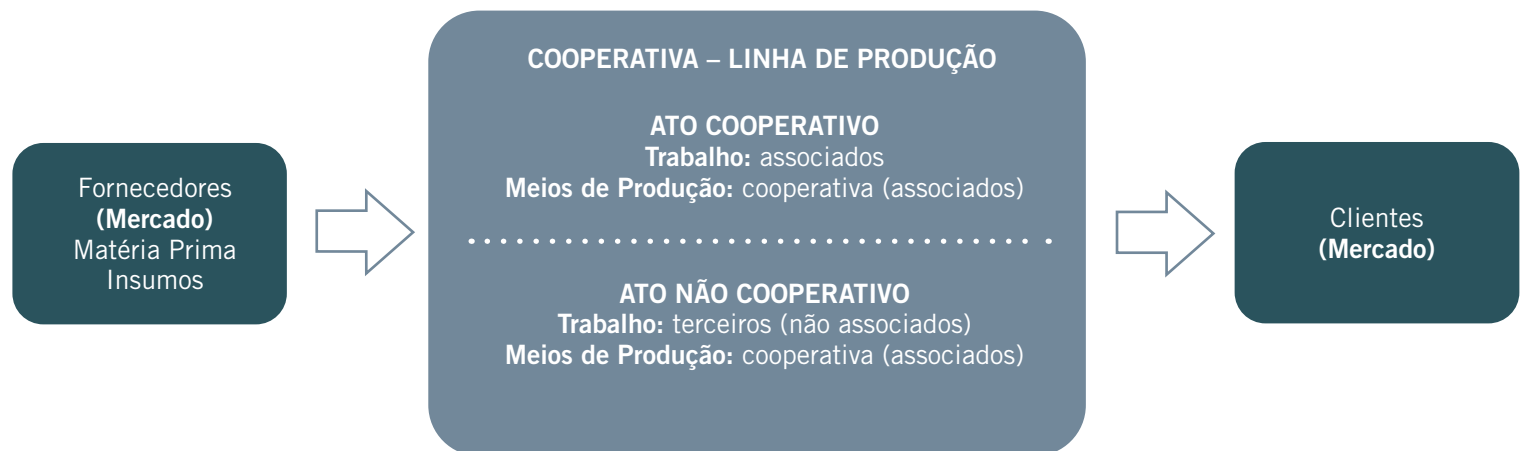 Fornecedores
(Mercado)
Matéria Prima
Insumos
COOPERATIVA – LINHA DE PRODUÇÃO
ATO COOPERATIVO
Trabalho: associados
Meios de Produção: cooperativa (associados)
ATO NÃO COOPERATIVO
Trabalho: terceiros (não associados)
Meios de Produção: cooperativa (associados)
Clientes
(Mercado)